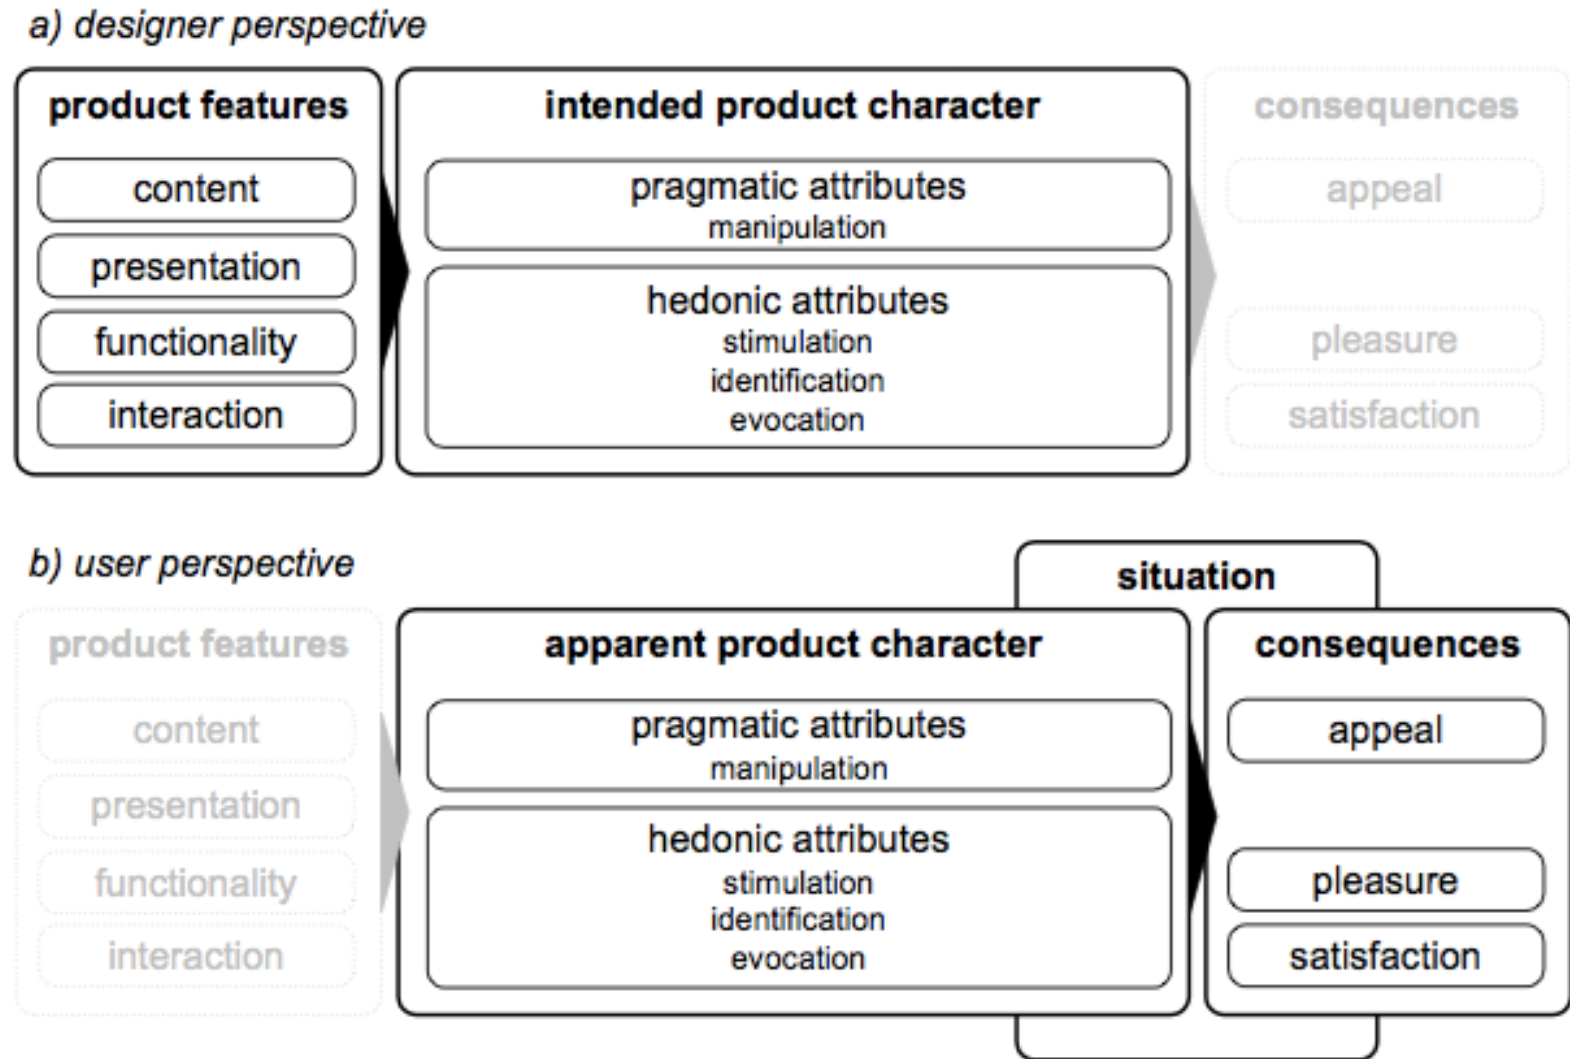 a) designer perspective
product features
content
presentation
functionality
interaction
intended product character
pragmatic attributes
manipulation
hedonic attributes
stimulation
identification
evocation
consequences
appeal
pleasure
satisfaction
b) user perspective
situation
product features
content
presentation
functionality
interaction
apparent product character
pragmatic attributes
manipulation
hedonic attributes
stimulation
identification
evocation
consequences
appeal
pleasure
satisfaction